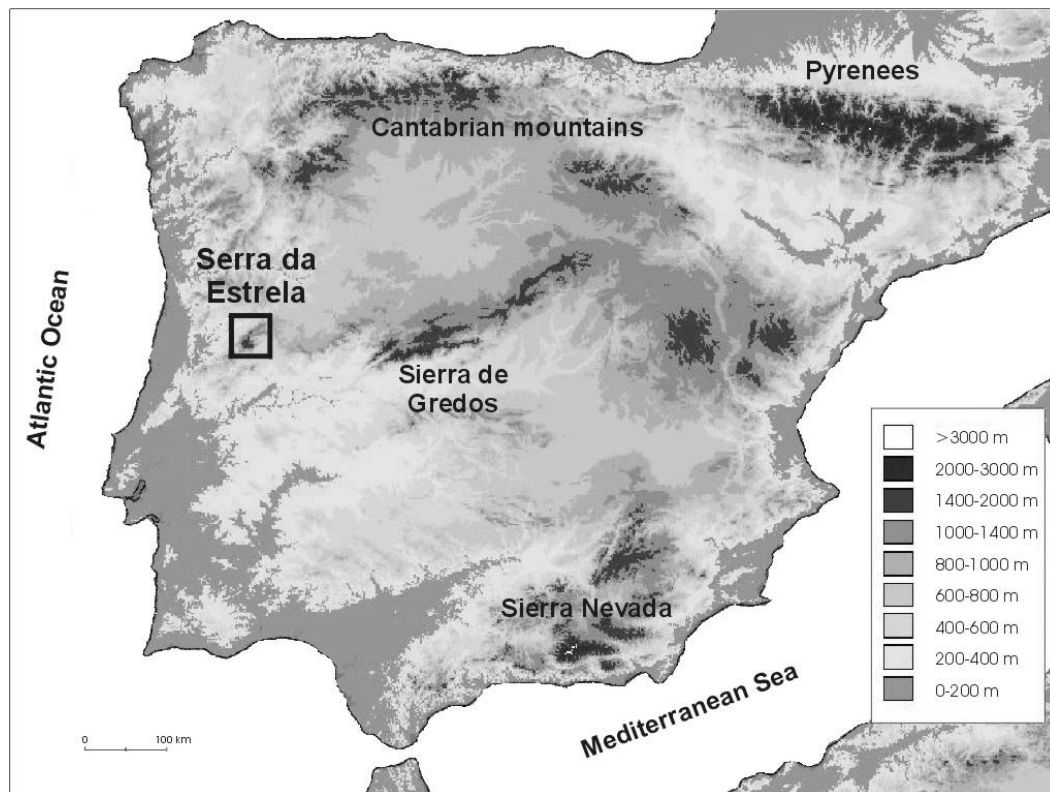 Pyrenees
Cantabrian mountains
Serra da
Estrela
Atlantic Ocean
Sierra de
Gredos
>3000 m
2000-3000 m
1400-2000 m
1000-1400 m
800-1000 m
600-800 m
400-600 m
200-400 m
0-200 m
Sierra Nevada
Mediterranean Sea
0 100 km